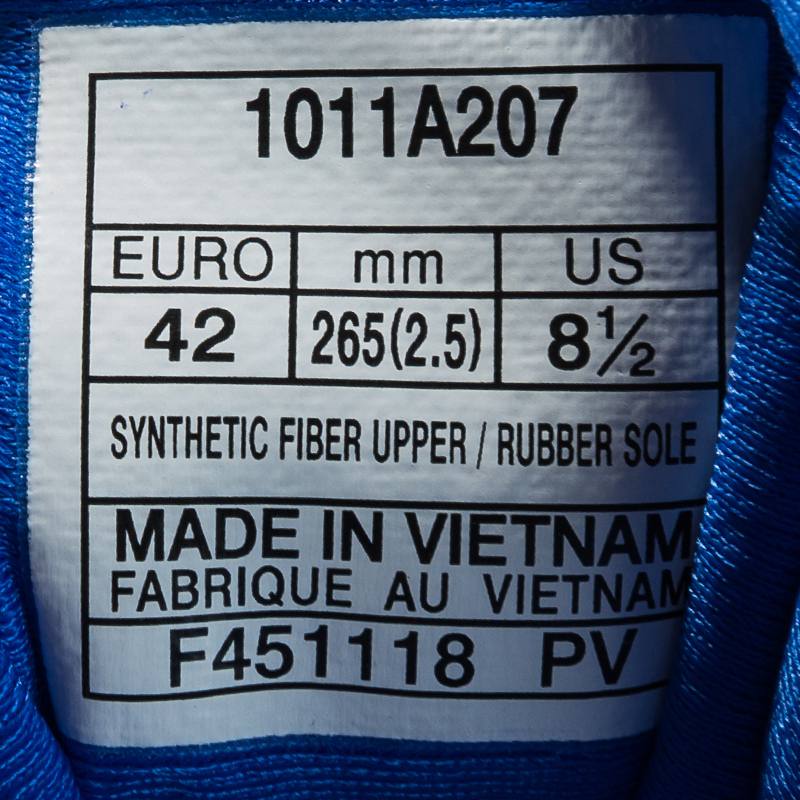 1011A207
EURO mm US
42 265(2.5) 8½
SYNTHETIC FIBER UPPER / RUBBER SOLE
MADE IN VIETNAM
FABRIQUE AU VIETNAM
F451118 PV